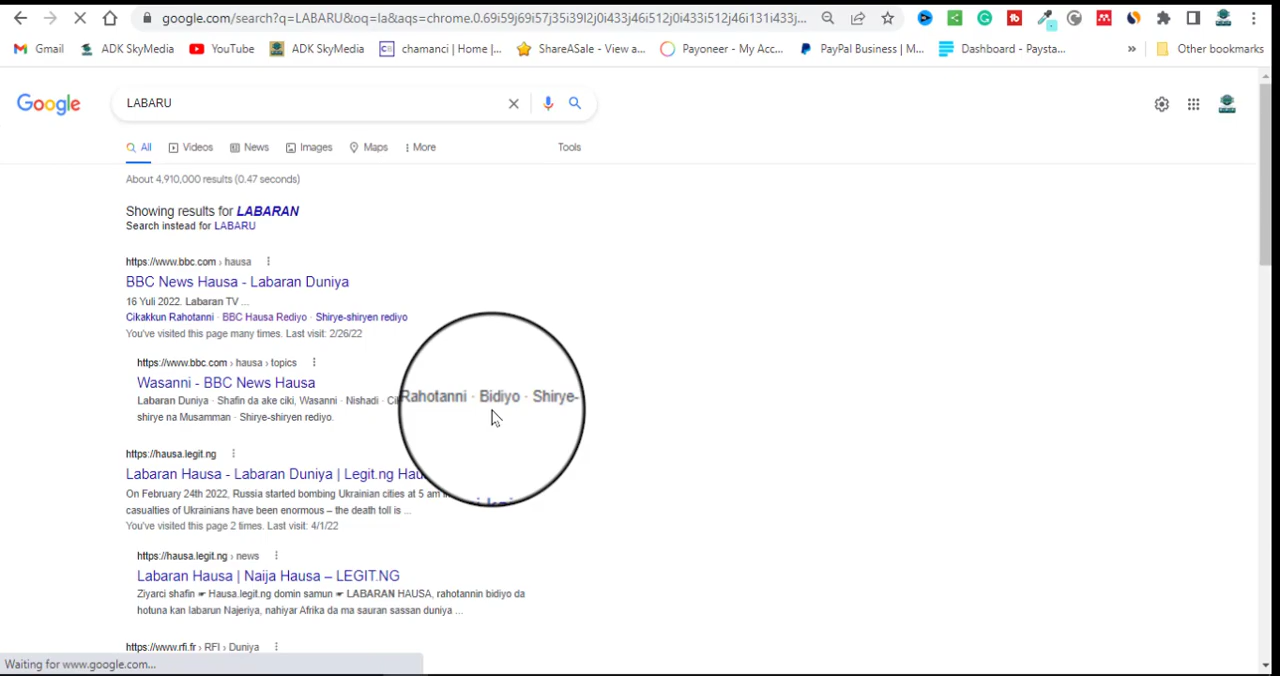 google.com/search?q=LABARU&oq=la&aqs=chrome.0.69i59j69i57j35i39l2j0i433j46i512j0i433i512j46i131i433j...
Gmail ADK SkyMedia YouTube ADK SkyMedia chamanci | Home |... ShareASale - View a... Payoneer - My Acc... PayPal Business | M... Dashboard - Paysta... » Other bookmarks
Google LABARU
All Videos News Images Maps More Tools
About 4,910,000 results (0.47 seconds)
Showing results for LABARAN
Search instead for LABARU
https://www.bbc.com › hausa
BBC News Hausa - Labaran Duniya
16 Yuli 2022. Labaran TV ...
Cikakkun Rahotanni · BBC Hausa Rediyo · Shirye-shiryen rediyo
You've visited this page many times. Last visit: 2/26/22
https://www.bbc.com › hausa › topics
Wasanni - BBC News Hausa
Labaran Duniya · Shafin da ake ciki, Wasanni · Nishadi · Rahotanni · Bidiyo · Shirye-
shirye na Musamman · Shirye-shiryen rediyo.
https://hausa.legit.ng
Labaran Hausa - Labaran Duniya | Legit.ng
On February 24th 2022, Russia started bombing Ukrainian cities at 5 am
casualties of Ukrainians have been enormous – the death toll is ...
You've visited this page 2 times. Last visit: 4/1/22
https://hausa.legit.ng › news
Labaran Hausa | Naija Hausa – LEGIT.NG
Ziyarci shafin ☛ Hausa.legit.ng domin samun ☛ LABARAN HAUSA, rahotannin bidiyo da
hotuna kan labarun Najeriya, nahiyar Afrika da ma sauran sassan duniya ...
https://www.rfi.fr › RFI › Duniya
Waiting for www.google.com...